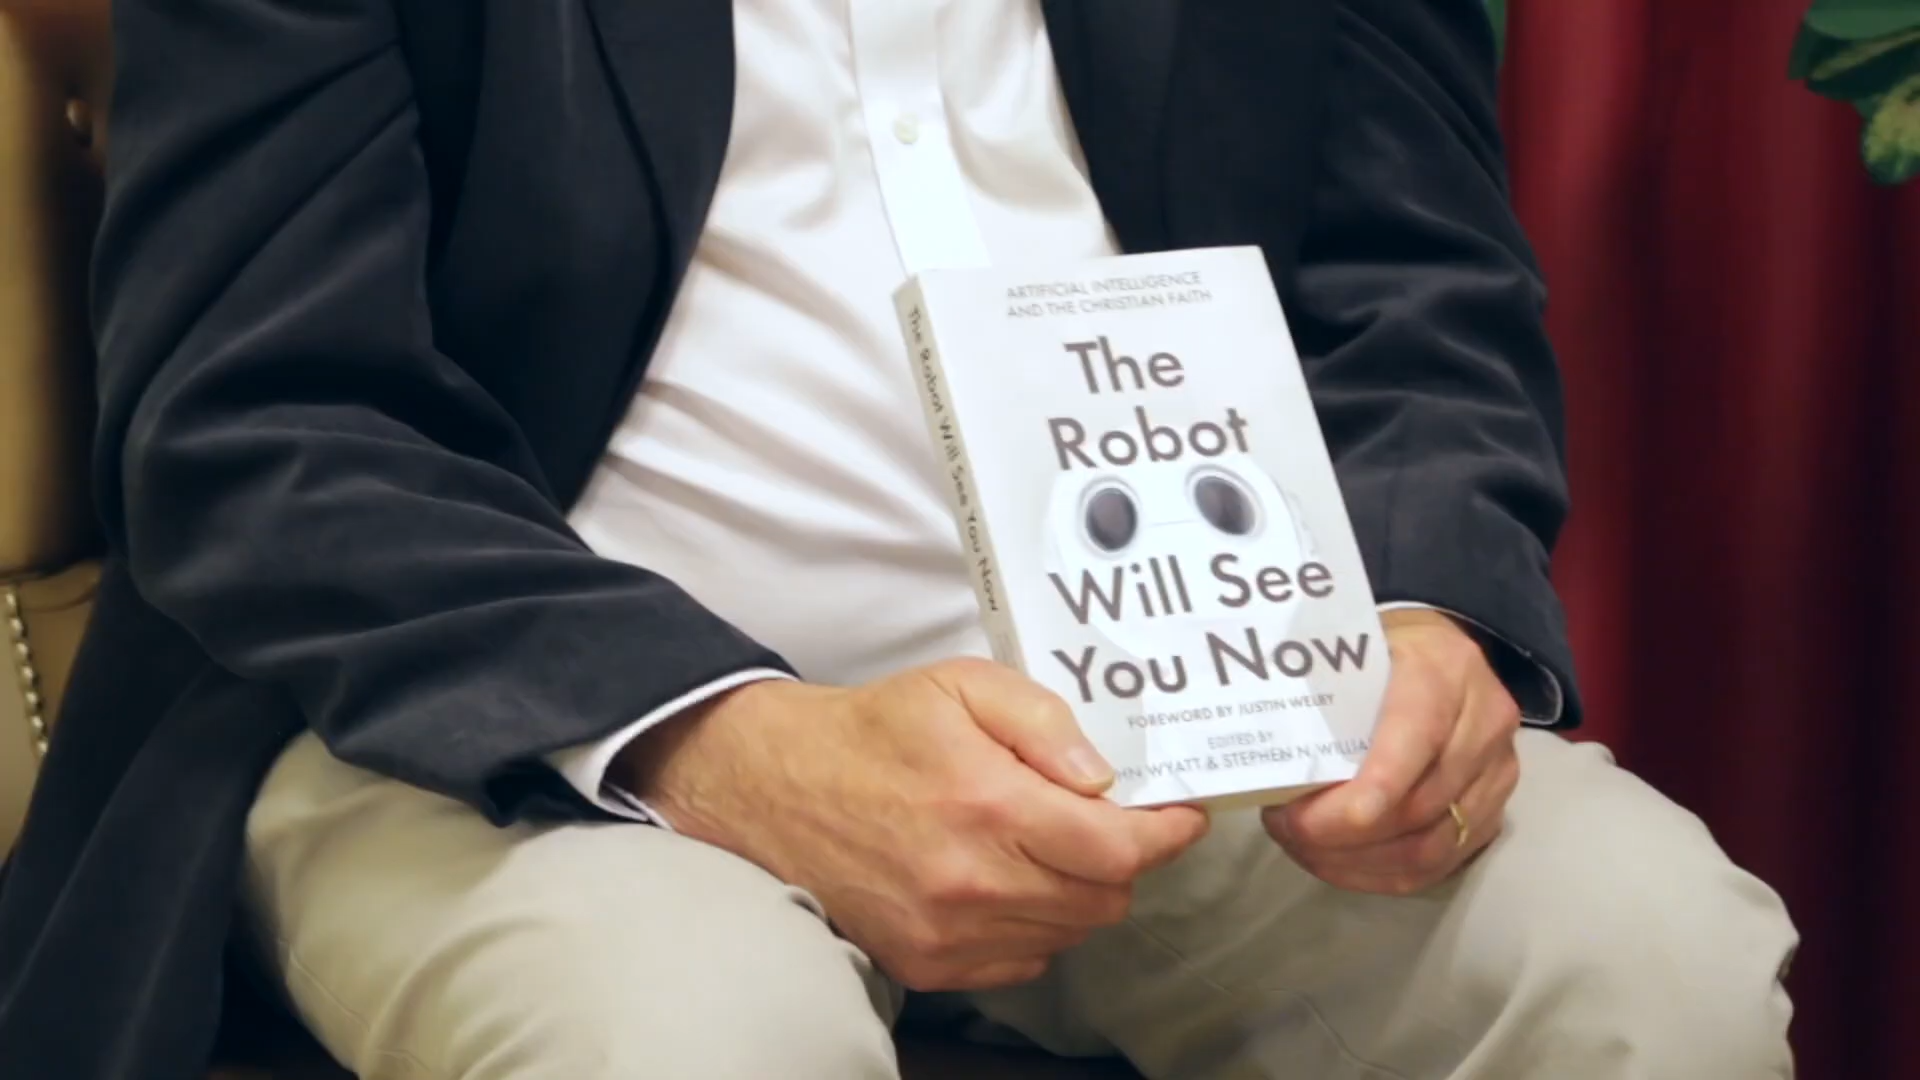 ARTIFICIAL INTELLIGENCE
AND THE CHRISTIAN FAITH
The
Robot
Will See
You Now
FOREWORD BY JUSTIN WELBY
EDITED BY
WYATT & STEPHEN N. WILLIA
The Robot Will See You Now